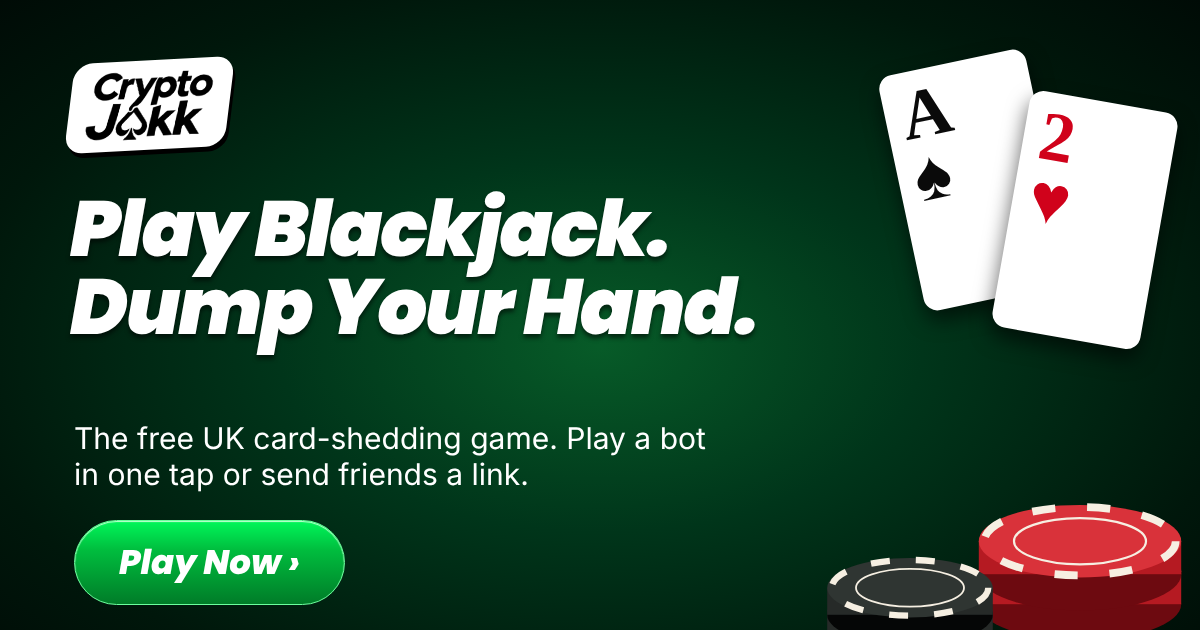 Crypto
Jokk
Play Blackjack.
Dump Your Hand.
The free UK card-shedding game. Play a bot
in one tap or send friends a link.
Play Now ›
A
♠
2
♥